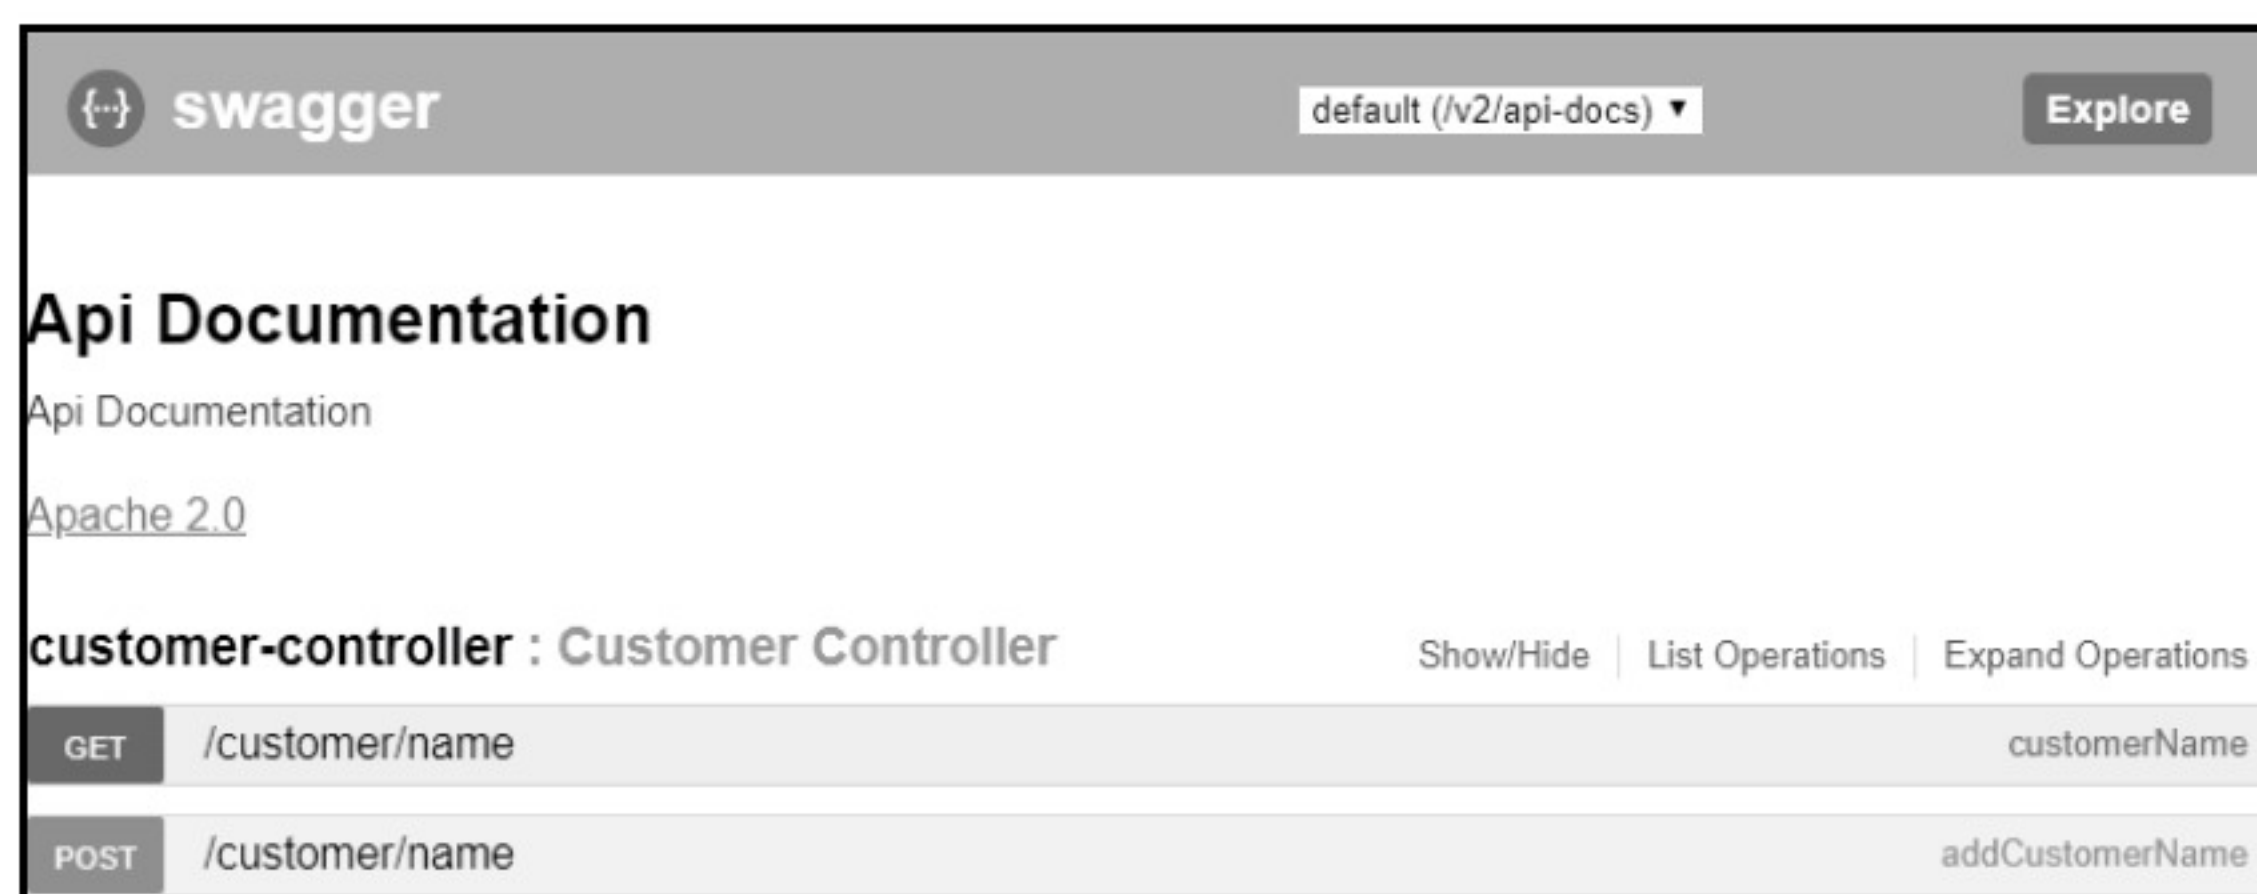 {···} swagger default (/v2/api-docs) ▼ Explore
Api Documentation
Api Documentation
Apache 2.0
customer-controller : Customer Controller Show/Hide List Operations Expand Operations
GET /customer/name customerName
POST /customer/name addCustomerName